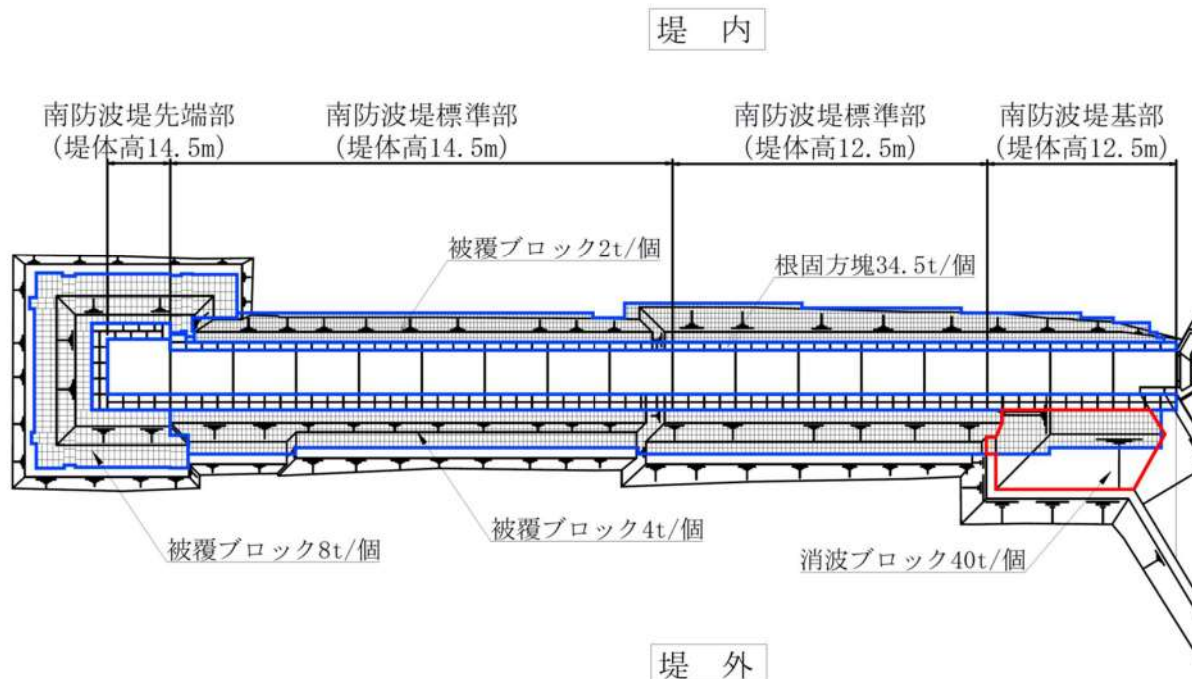 堤 内
南防波堤先端部
(堤体高14.5m)
南防波堤標準部
(堤体高14.5m)
南防波堤標準部
(堤体高12.5m)
南防波堤基部
(堤体高12.5m)
被覆ブロック2t/個
根固方塊34.5t/個
被覆ブロック8t/個
被覆ブロック4t/個
消波ブロック40t/個
堤 外